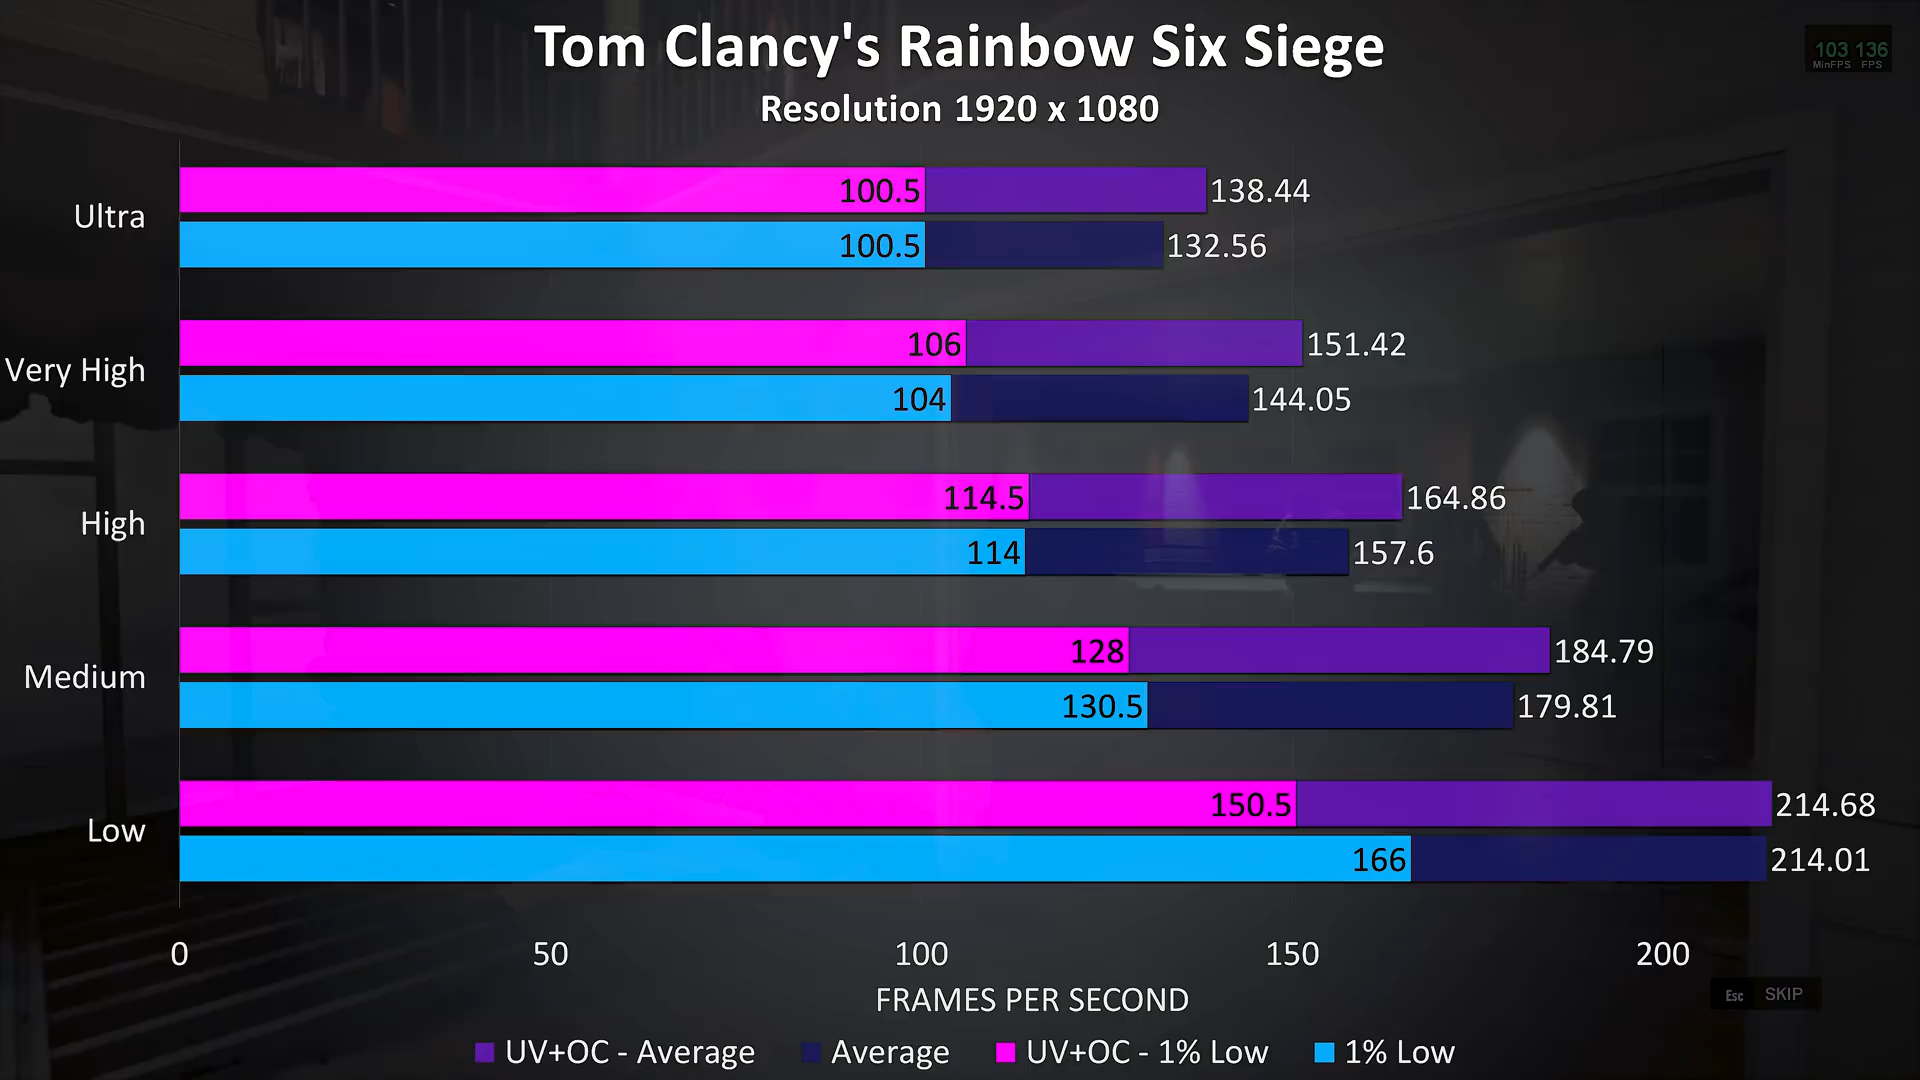 Tom Clancy's Rainbow Six Siege
Resolution 1920 x 1080
103 136
MinFPS FPS
Ultra
100.5 138.44
100.5 132.56
Very High
106 151.42
104 144.05
High
114.5 164.86
114 157.6
Medium
128 184.79
130.5 179.81
Low
150.5 214.68
166 214.01
0 50 100 150 200
FRAMES PER SECOND
Esc SKIP
UV+OC - Average Average UV+OC - 1% Low 1% Low